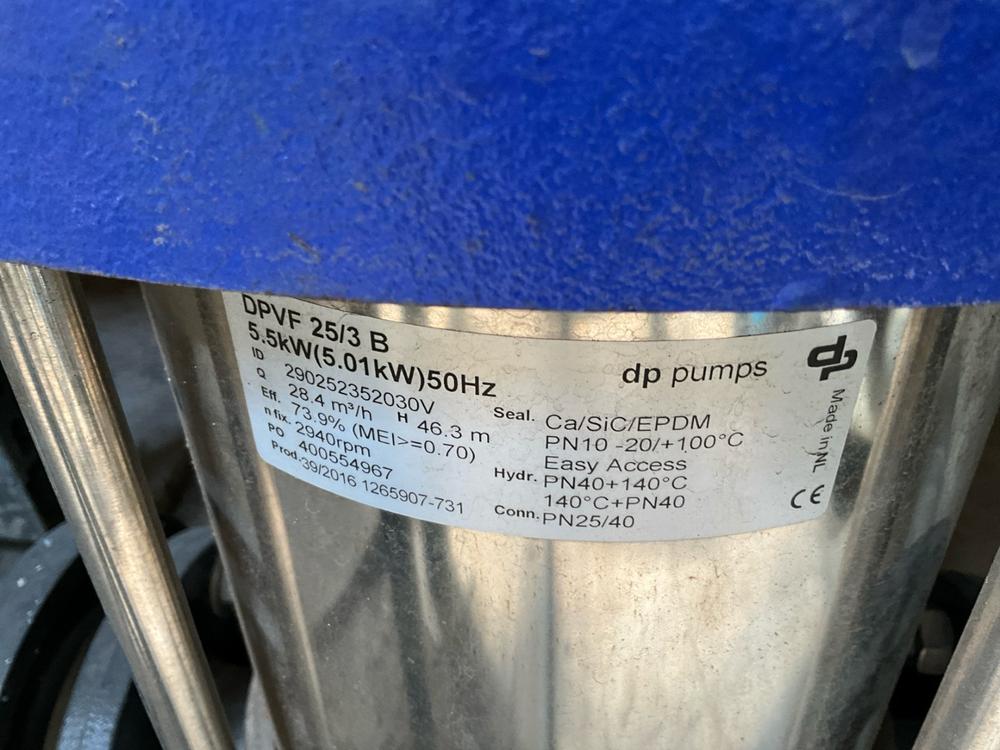 DPVF 25/3 B
5.5kW(5.01kW)50Hz
ID 290252352030V
Q 28.4 m³/h H 46.3 m
Eff. 73.9% (MEI>=0.70)
n fix. 2940rpm
PO 400554967
Prod. 39/2016 1265907-731
dp pumps
Seal. Ca/SiC/EPDM
PN10 -20/+100°C
Easy Access
Hydr. PN40+140°C
140°C+PN40
Conn. PN25/40
dp
Made in NL
CE